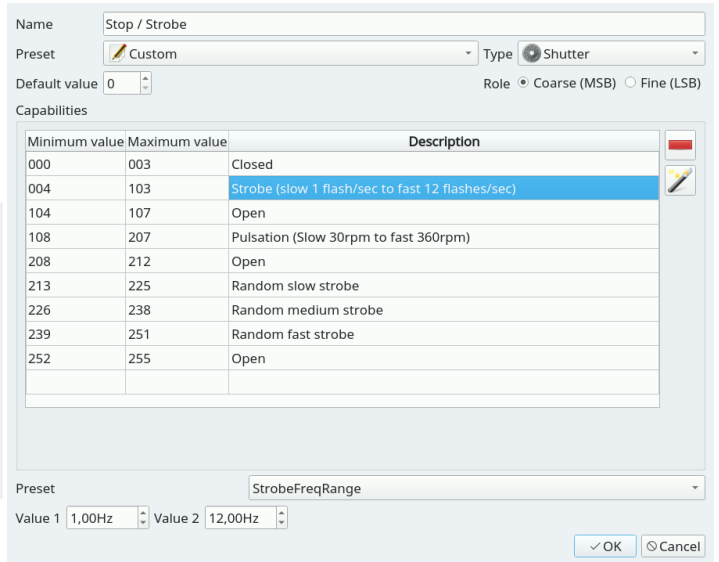 Name Stop / Strobe
Preset Custom Type Shutter
Default value 0 Role Coarse (MSB) Fine (LSB)
Capabilities
Minimum value Maximum value Description
000 003 Closed
004 103 Strobe (slow 1 flash/sec to fast 12 flashes/sec)
104 107 Open
108 207 Pulsation (Slow 30rpm to fast 360rpm)
208 212 Open
213 225 Random slow strobe
226 238 Random medium strobe
239 251 Random fast strobe
252 255 Open
Preset StrobeFreqRange
Value 1 1,00Hz Value 2 12,00Hz
OK Cancel